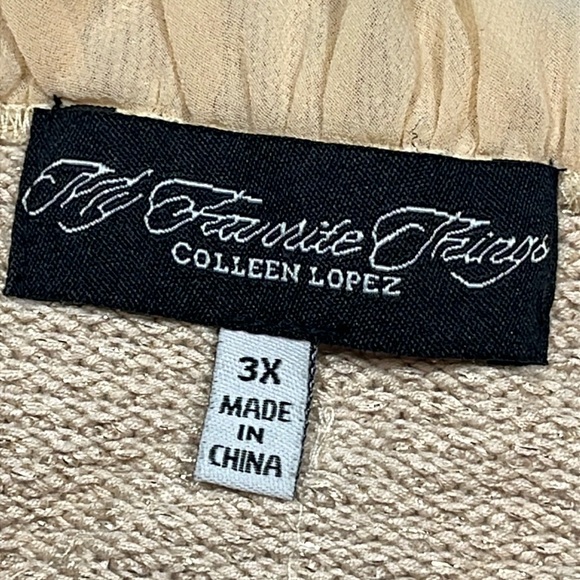 My Favorite Things
COLLEEN LOPEZ
3X
MADE
IN
CHINA